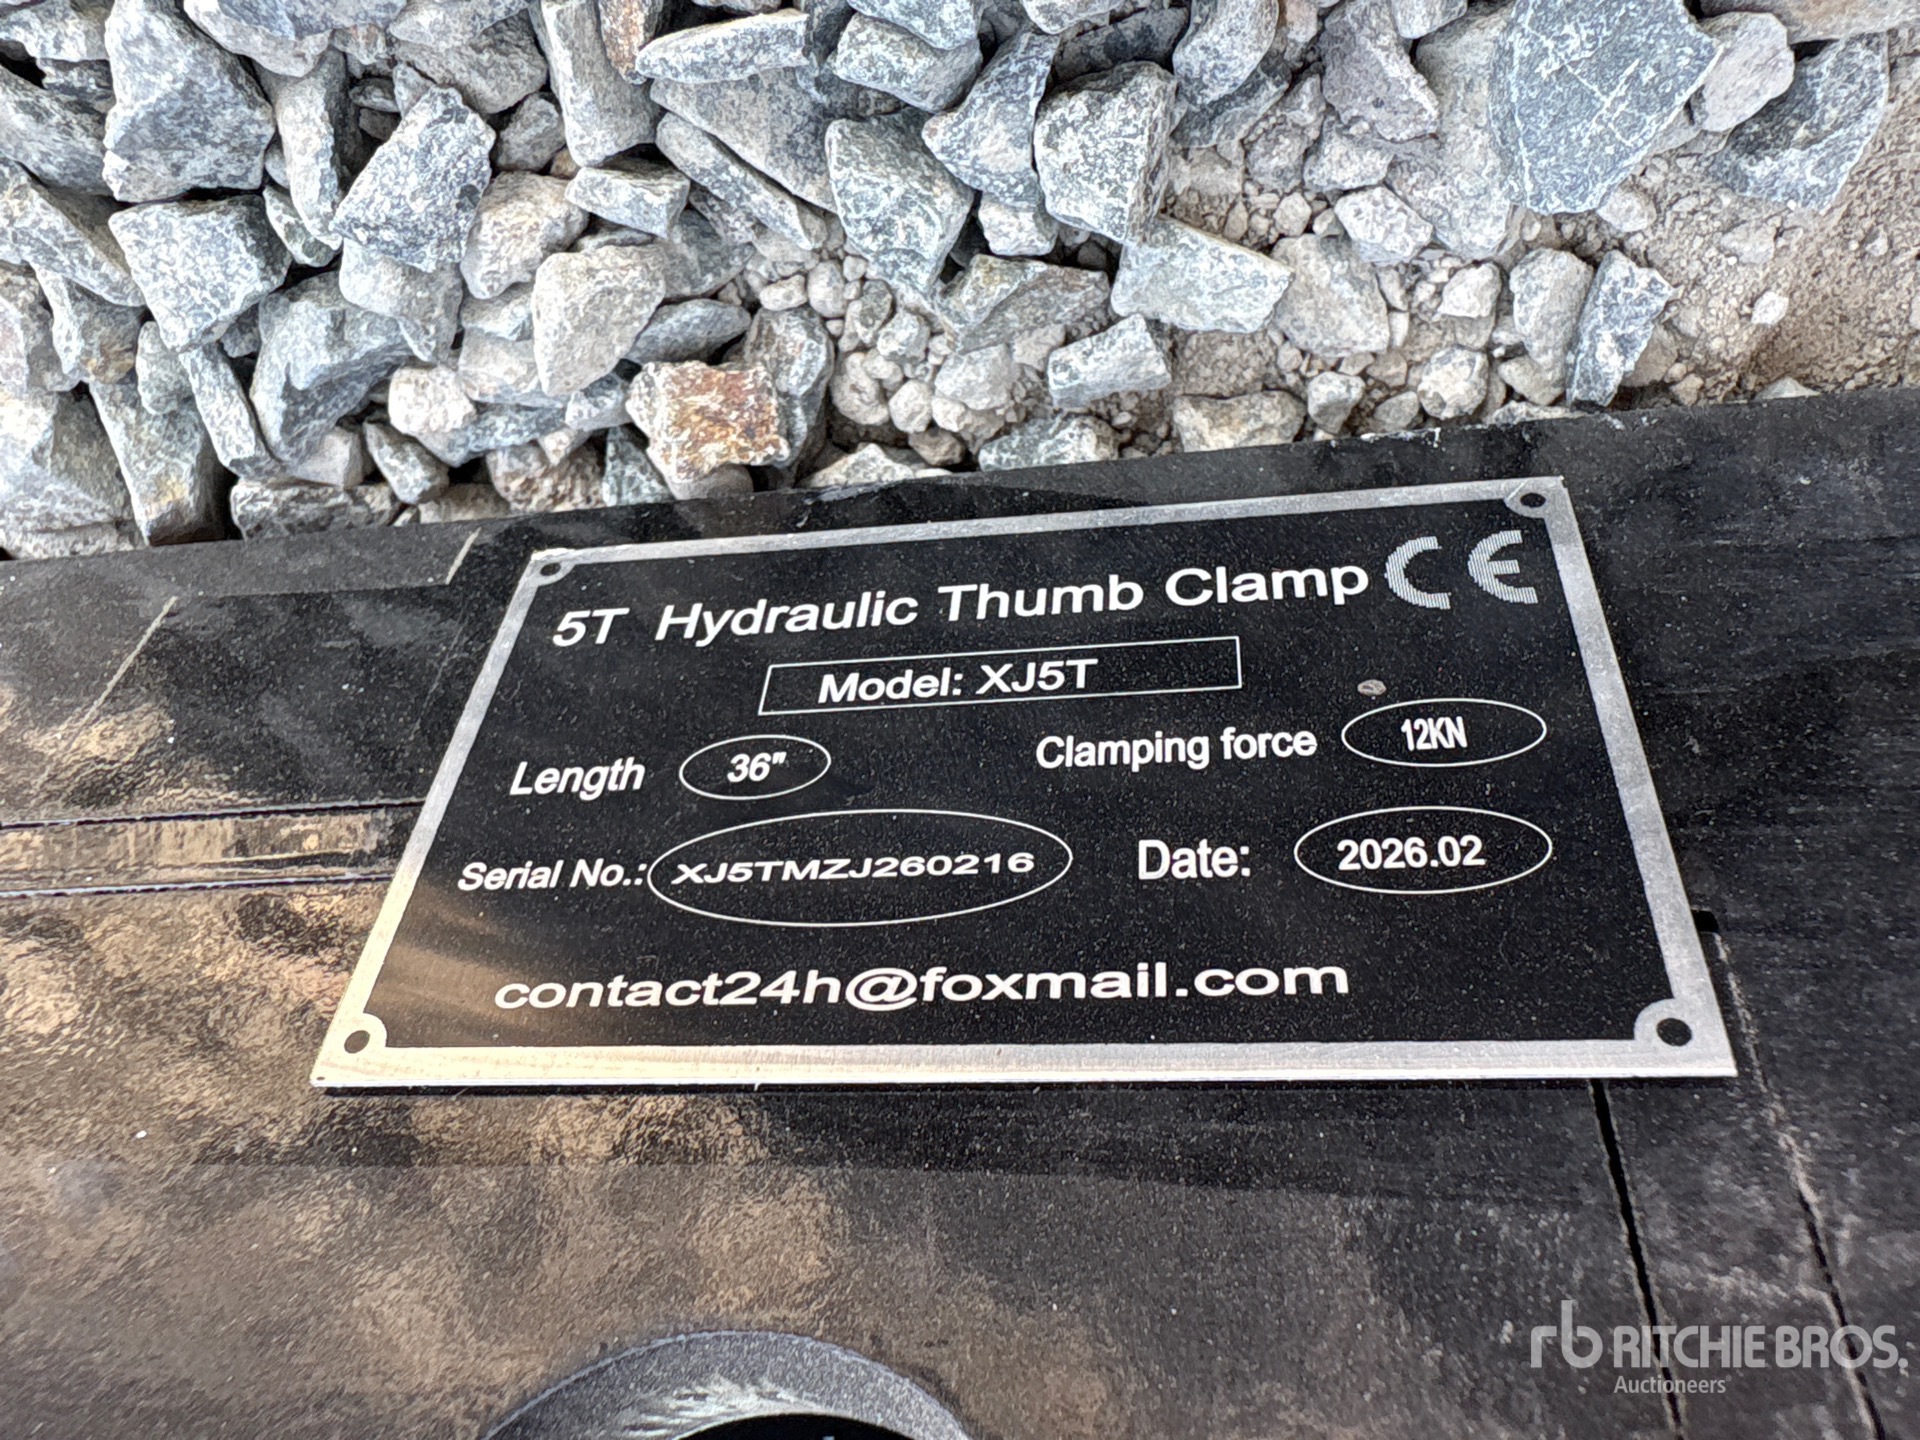 5T Hydraulic Thumb Clamp CE
Model: XJ5T
Length 36" Clamping force 12KN
Serial No.: XJ5TMZJ260216 Date: 2026.02
contact24h@foxmail.com
rb RITCHIE BROS.
Auctioneers